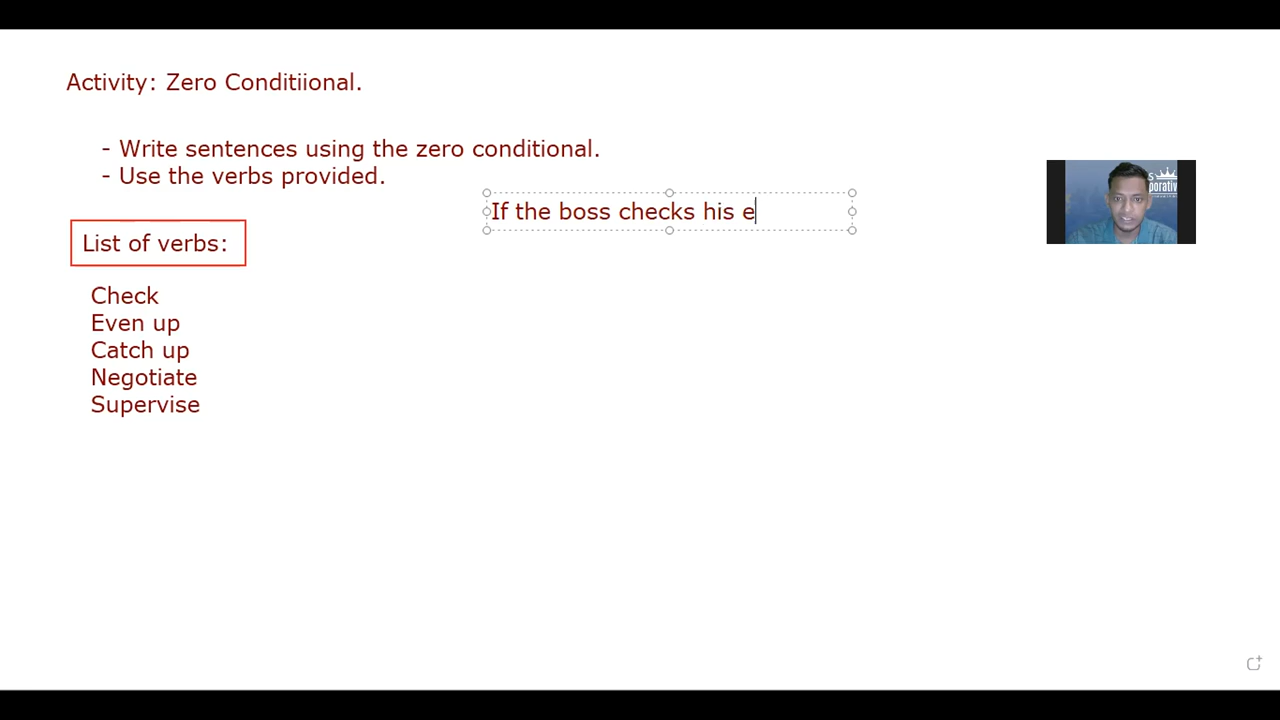 Activity: Zero Conditiional.
- Write sentences using the zero conditional.
- Use the verbs provided.
If the boss checks his e
List of verbs:
Check
Even up
Catch up
Negotiate
Supervise